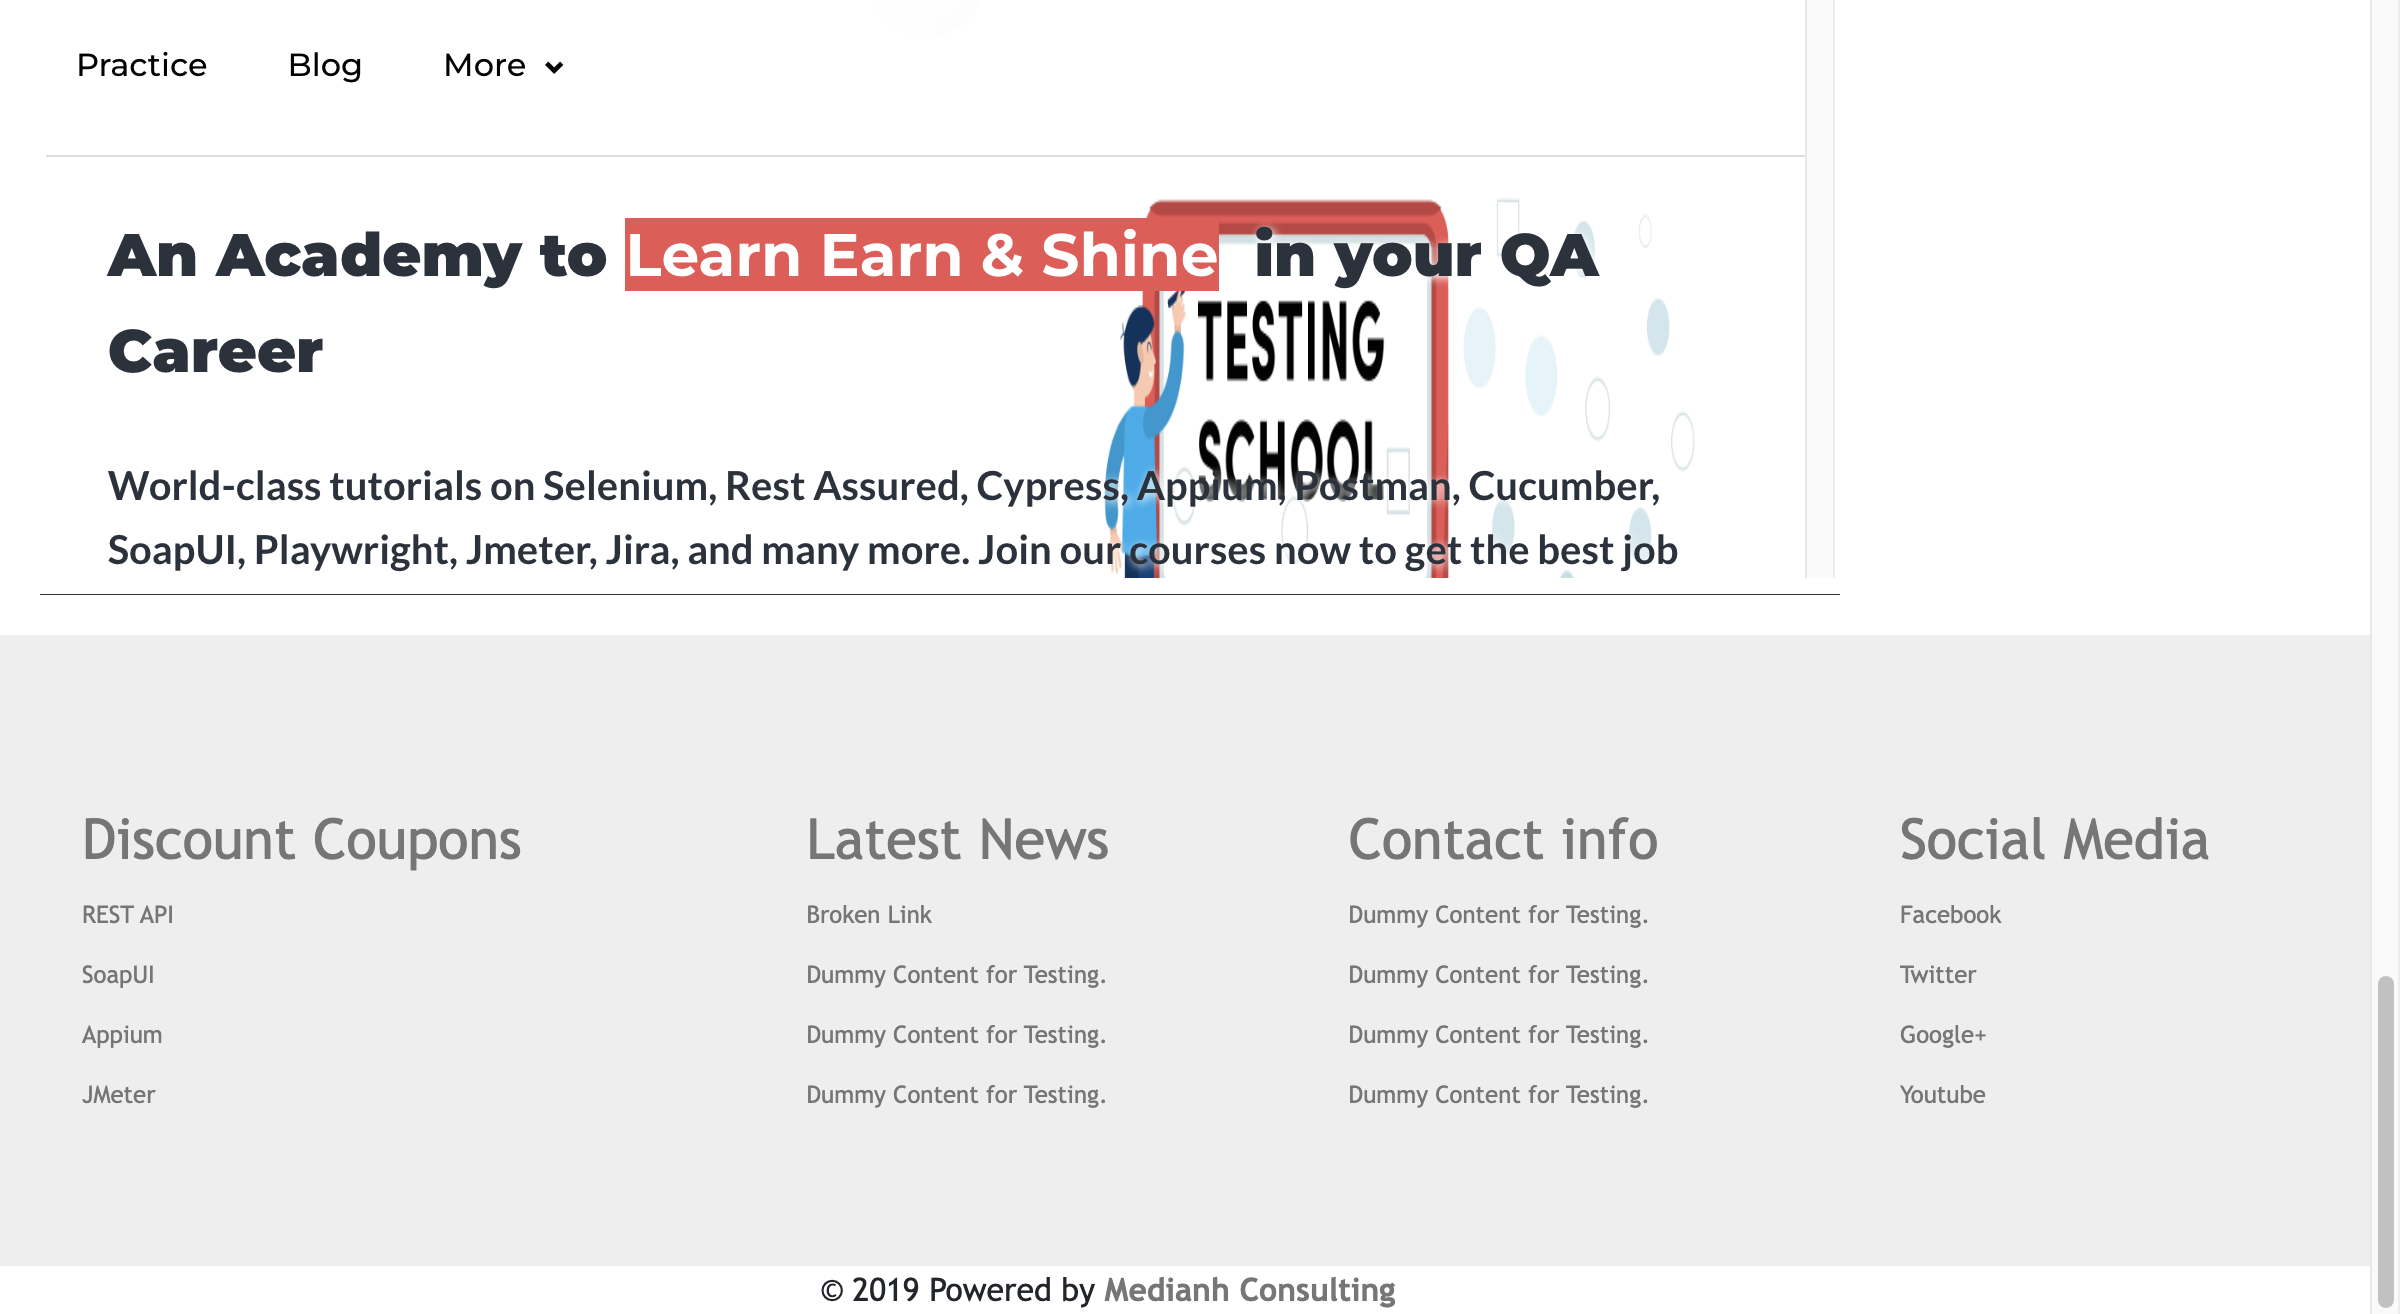 Practice Blog More
An Academy to Learn Earn & Shine in your QA
Career
TESTING
SCHOOL
World-class tutorials on Selenium, Rest Assured, Cypress, Appium, Postman, Cucumber,
SoapUI, Playwright, Jmeter, Jira, and many more. Join our courses now to get the best job
Discount Coupons
REST API
SoapUI
Appium
JMeter
Latest News
Broken Link
Dummy Content for Testing.
Dummy Content for Testing.
Dummy Content for Testing.
Contact info
Dummy Content for Testing.
Dummy Content for Testing.
Dummy Content for Testing.
Dummy Content for Testing.
Social Media
Facebook
Twitter
Google+
Youtube
© 2019 Powered by Medianh Consulting